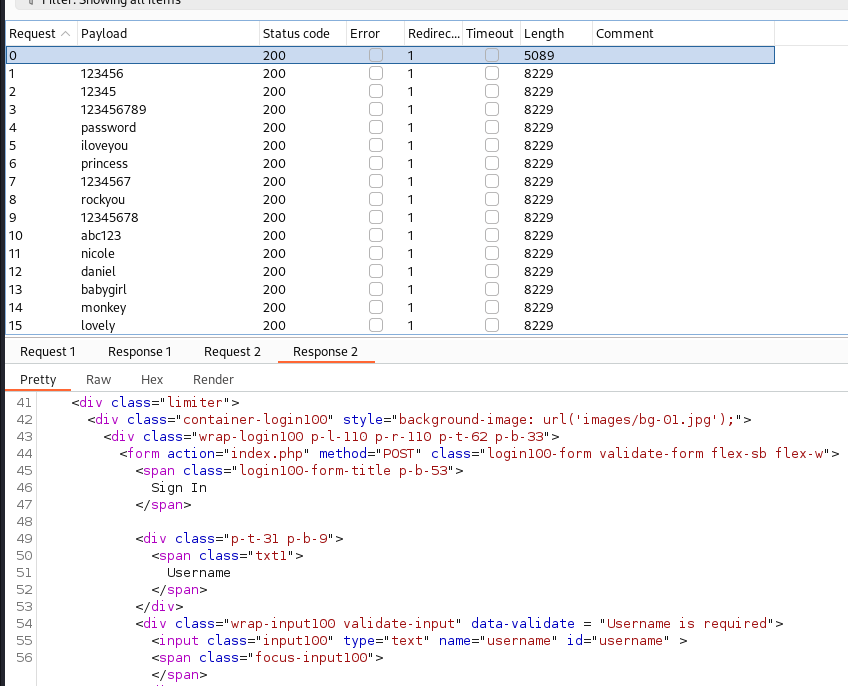 Filter: Showing all items
Request Payload Status code Error Redirec... Timeout Length Comment
0 200 1 5089
1 123456 200 1 8229
2 12345 200 1 8229
3 123456789 200 1 8229
4 password 200 1 8229
5 iloveyou 200 1 8229
6 princess 200 1 8229
7 1234567 200 1 8229
8 rockyou 200 1 8229
9 12345678 200 1 8229
10 abc123 200 1 8229
11 nicole 200 1 8229
12 daniel 200 1 8229
13 babygirl 200 1 8229
14 monkey 200 1 8229
15 lovely 200 1 8229
Request 1 Response 1 Request 2 Response 2
Pretty Raw Hex Render
41 <div class="limiter">
42 <div class="container-login100" style="background-image: url('images/bg-01.jpg');">
43 <div class="wrap-login100 p-l-110 p-r-110 p-t-62 p-b-33">
44 <form action="index.php" method="POST" class="login100-form validate-form flex-sb flex-w">
45 <span class="login100-form-title p-b-53">
46 Sign In
47 </span>
48
49 <div class="p-t-31 p-b-9">
50 <span class="txt1">
51 Username
52 </span>
53 </div>
54 <div class="wrap-input100 validate-input" data-validate = "Username is required">
55 <input class="input100" type="text" name="username" id="username" >
56 <span class="focus-input100">
</span>